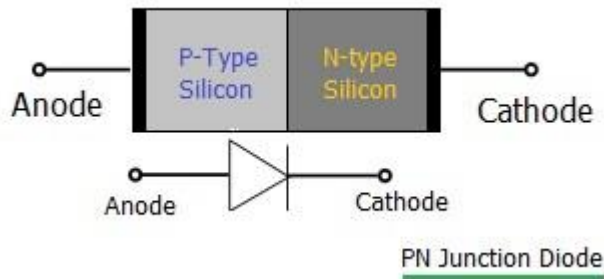 P-Type
Silicon
N-type
Silicon
Anode
Cathode
Anode
Cathode
PN Junction Diode